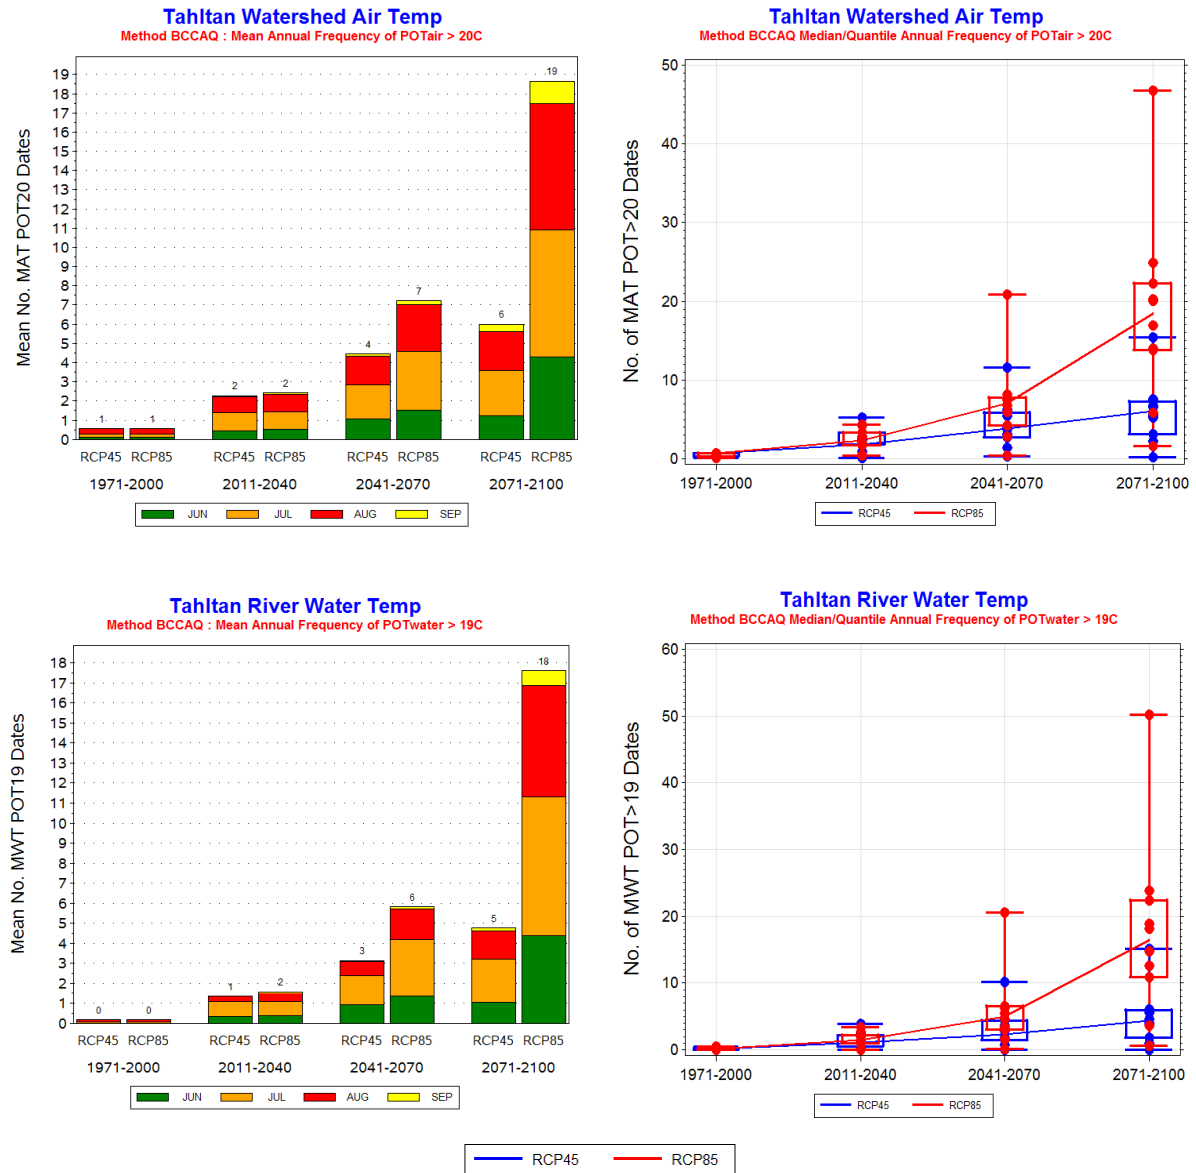 Tahltan Watershed Air Temp
Method BCCAQ : Mean Annual Frequency of POTair > 20C
Mean No. MAT POT20 Dates
19
18
17
16
15
14
13
12
11
10
9
8
7
6
5
4
3
2
1
0
1 1 2 2 4 7 6 19
RCP45 RCP85 RCP45 RCP85 RCP45 RCP85 RCP45 RCP85
1971-2000 2011-2040 2041-2070 2071-2100
JUN JUL AUG SEP
Tahltan Watershed Air Temp
Method BCCAQ Median/Quantile Annual Frequency of POTair > 20C
No. of MAT POT>20 Dates
50
40
30
20
10
0
1971-2000 2011-2040 2041-2070 2071-2100
RCP45 RCP85
Tahltan River Water Temp
Method BCCAQ : Mean Annual Frequency of POTwater > 19C
Mean No. MWT POT19 Dates
18
17
16
15
14
13
12
11
10
9
8
7
6
5
4
3
2
1
0
0 0 1 2 3 6 5 18
RCP45 RCP85 RCP45 RCP85 RCP45 RCP85 RCP45 RCP85
1971-2000 2011-2040 2041-2070 2071-2100
JUN JUL AUG SEP
Tahltan River Water Temp
Method BCCAQ Median/Quantile Annual Frequency of POTwater > 19C
No. of MWT POT>19 Dates
60
50
40
30
20
10
0
1971-2000 2011-2040 2041-2070 2071-2100
RCP45 RCP85
RCP45 RCP85